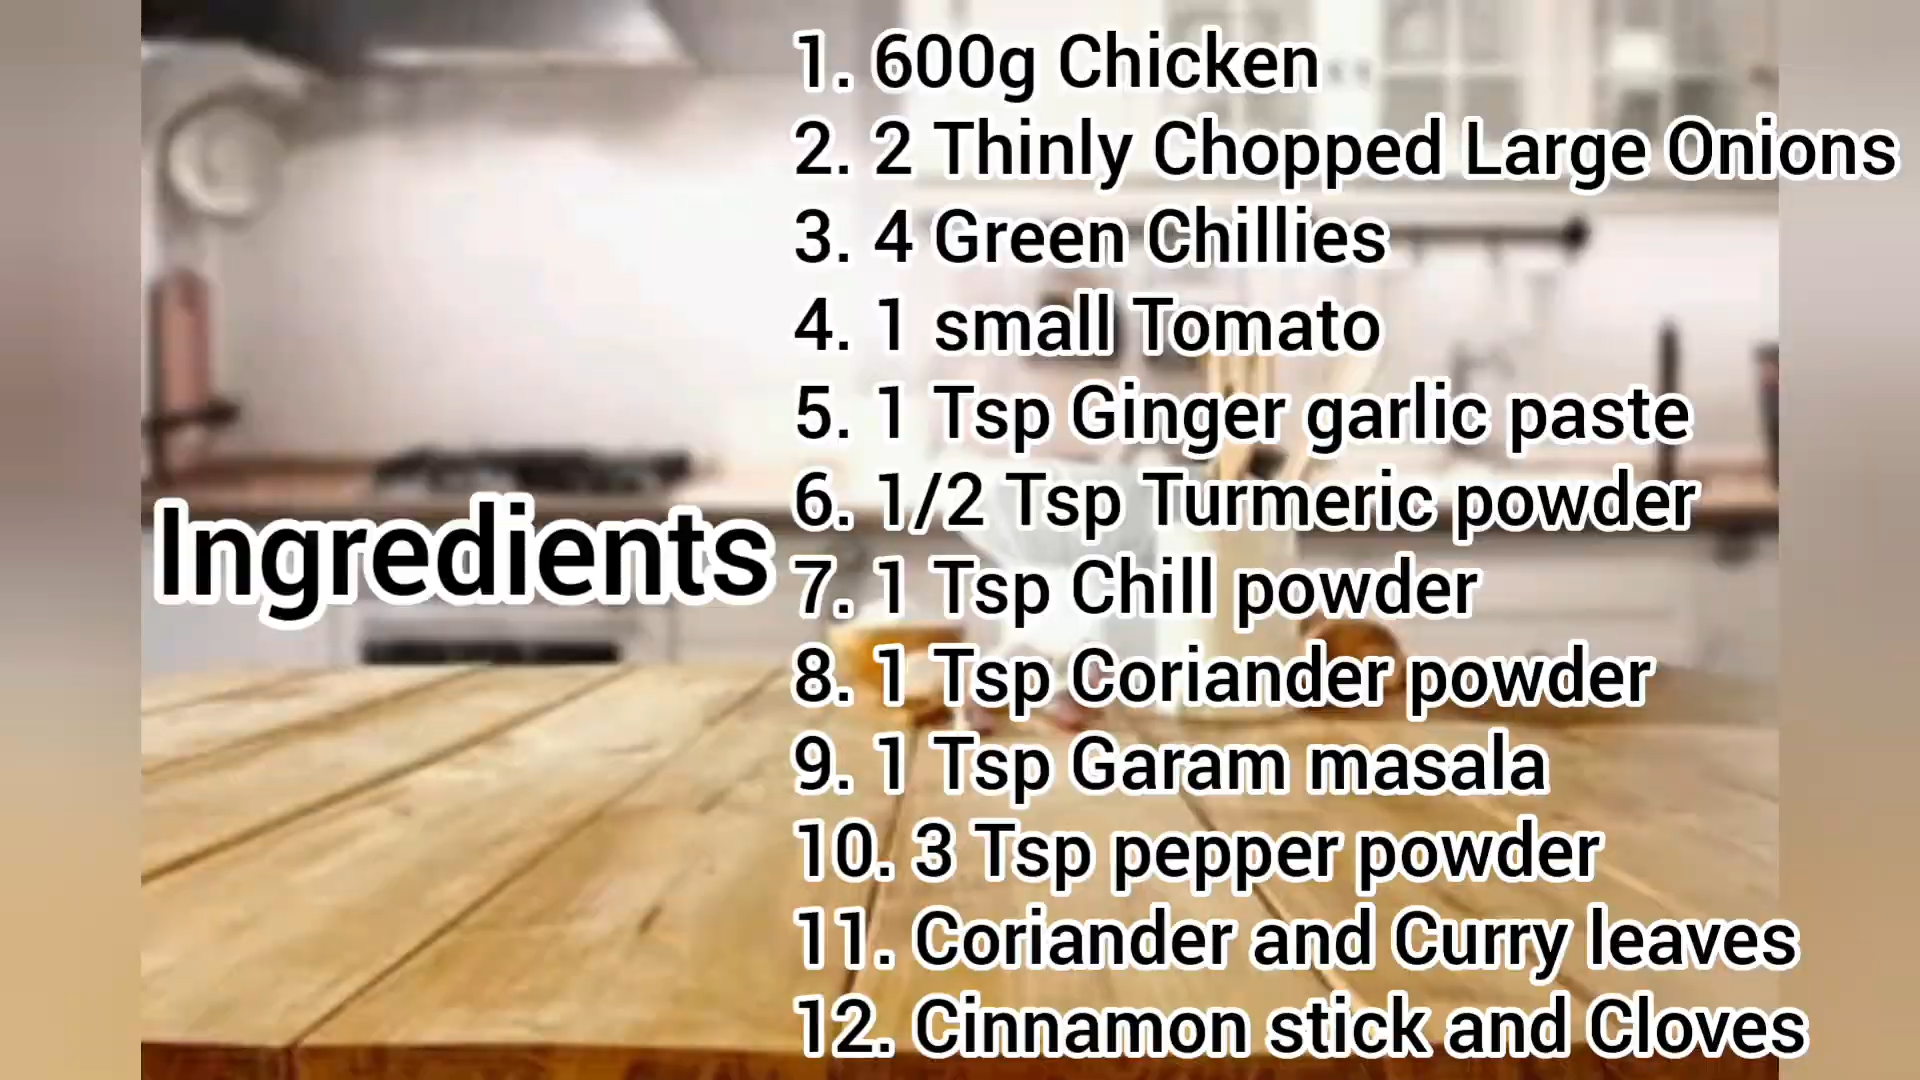 Ingredients
1. 600g Chicken
2. 2 Thinly Chopped Large Onions
3. 4 Green Chillies
4. 1 small Tomato
5. 1 Tsp Ginger garlic paste
6. 1/2 Tsp Turmeric powder
7. 1 Tsp Chill powder
8. 1 Tsp Coriander powder
9. 1 Tsp Garam masala
10. 3 Tsp pepper powder
11. Coriander and Curry leaves
12. Cinnamon stick and Cloves